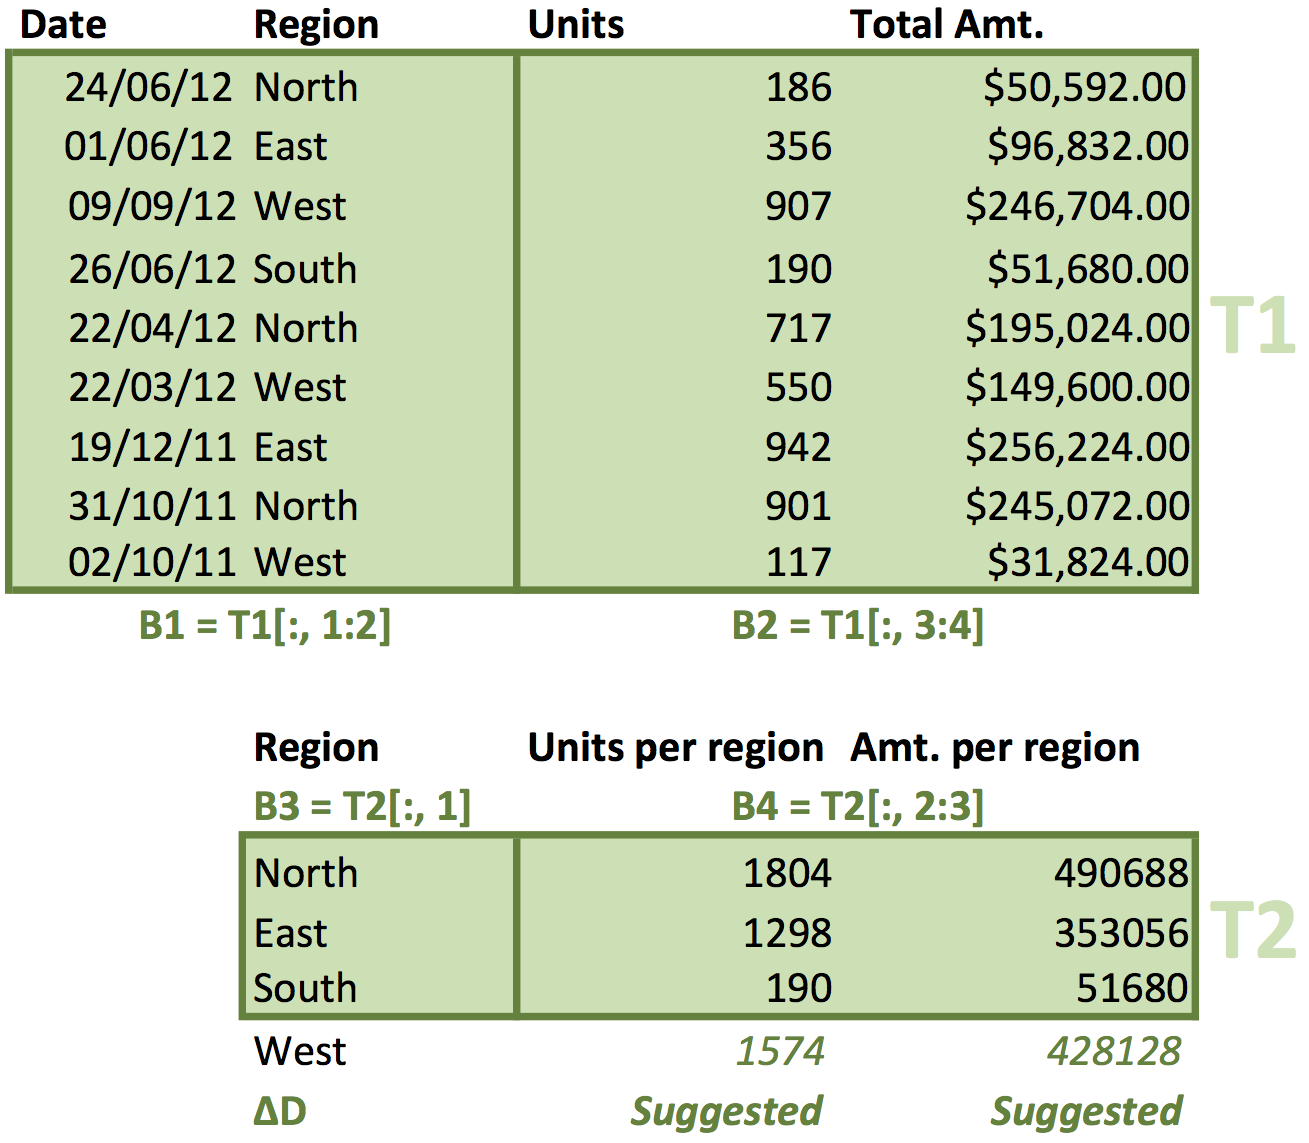 Date Region Units Total Amt.
24/06/12 North 186 $50,592.00
01/06/12 East 356 $96,832.00
09/09/12 West 907 $246,704.00
26/06/12 South 190 $51,680.00
22/04/12 North 717 $195,024.00
T1
22/03/12 West 550 $149,600.00
19/12/11 East 942 $256,224.00
31/10/11 North 901 $245,072.00
02/10/11 West 117 $31,824.00
B1 = T1[:, 1:2] B2 = T1[:, 3:4]
Region Units per region Amt. per region
B3 = T2[:, 1] B4 = T2[:, 2:3]
North 1804 490688
East 1298 353056
T2
South 190 51680
West 1574 428128
ΔD Suggested Suggested